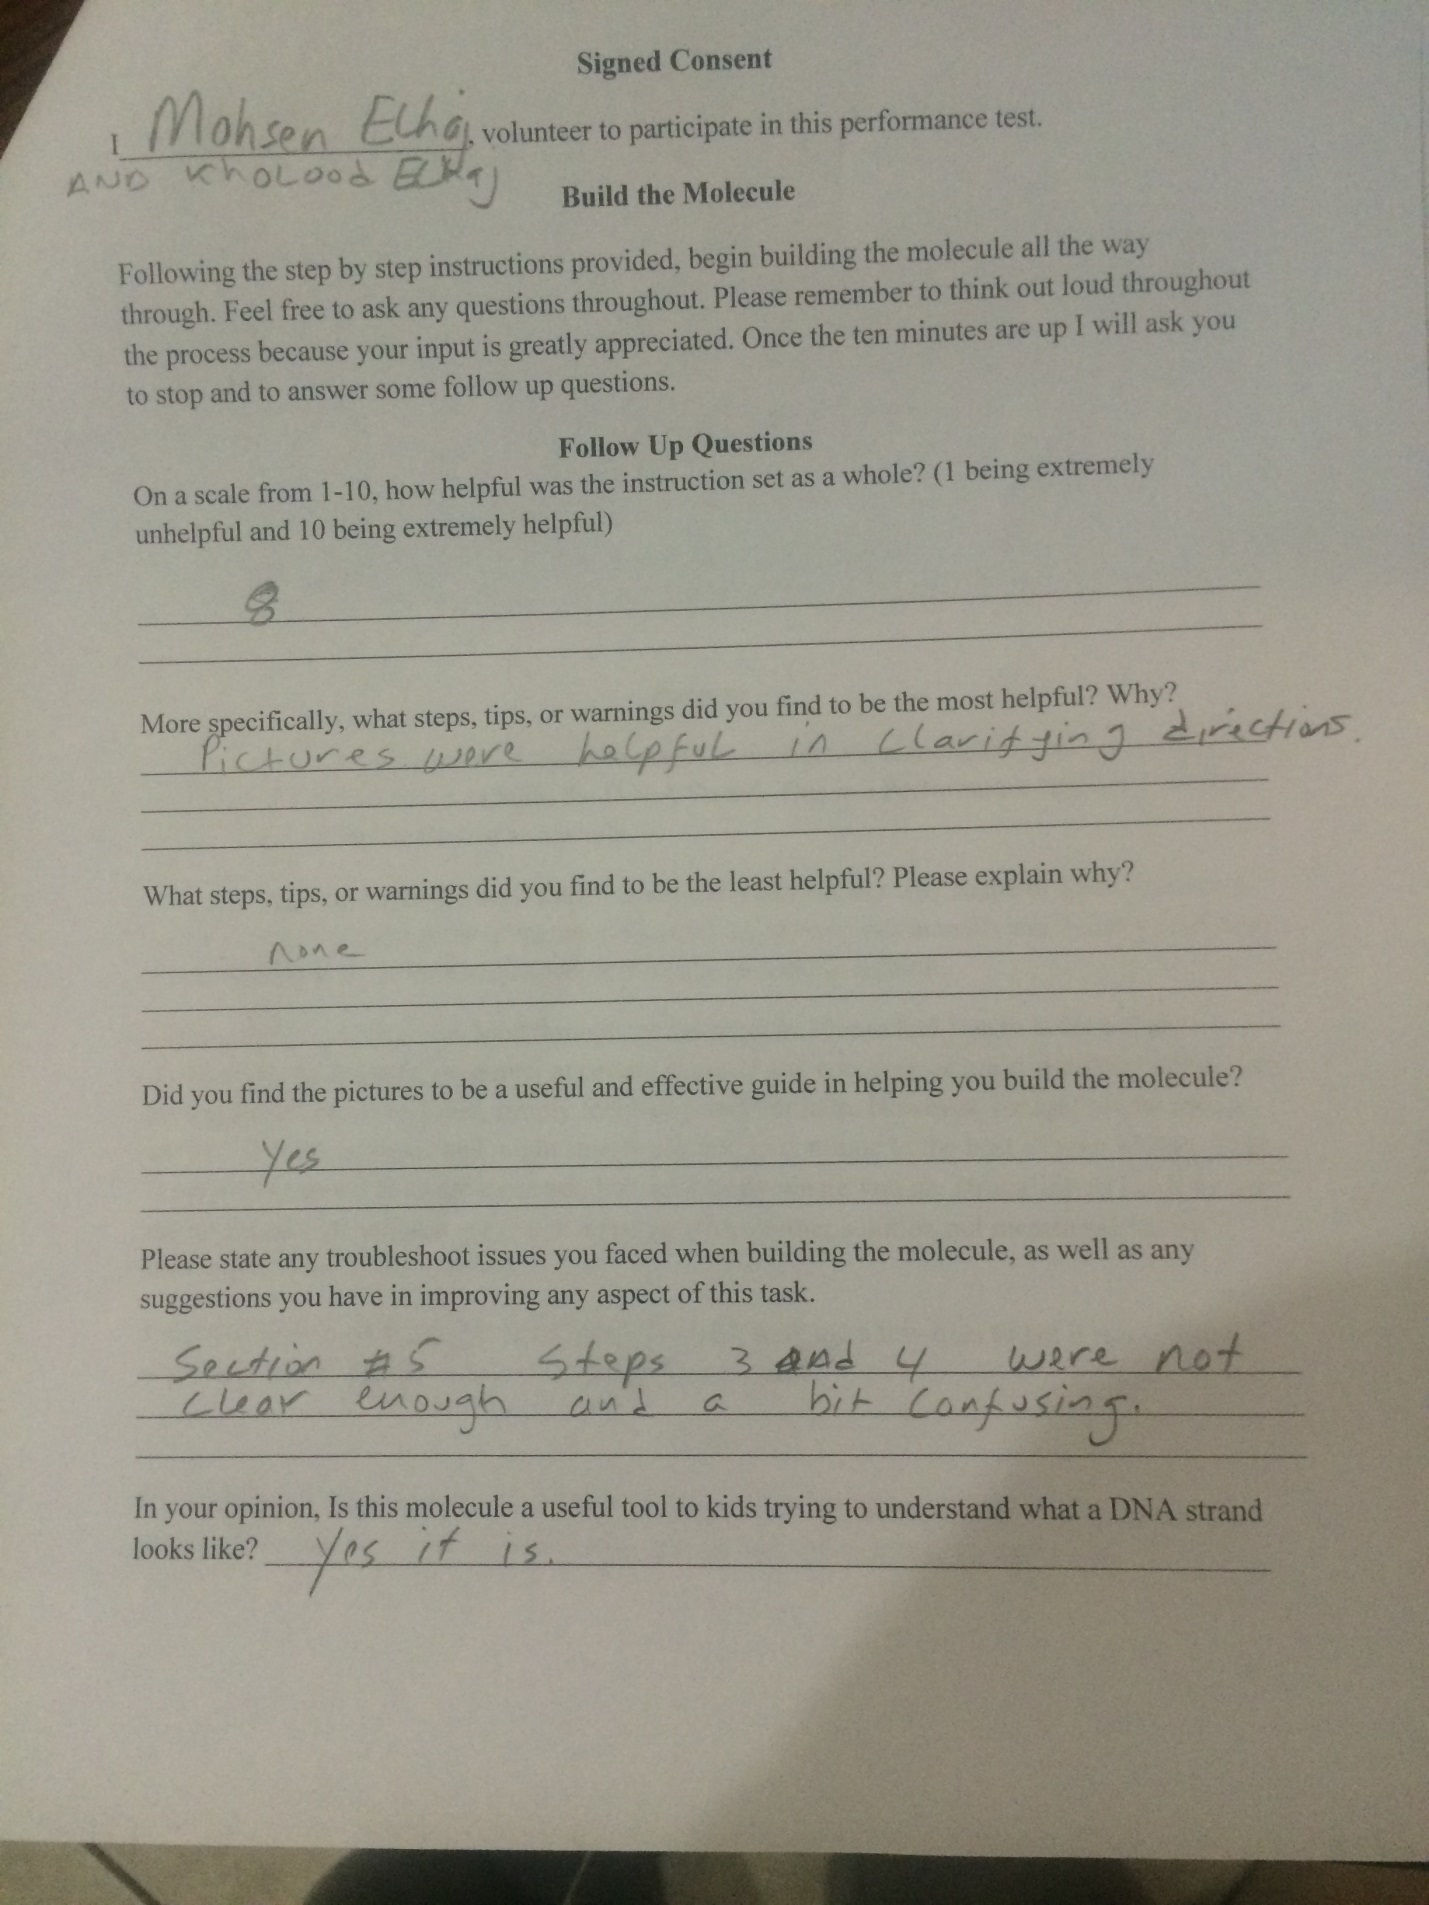 Signed Consent
I Mohsen Elhaj, volunteer to participate in this performance test.
AND Kholood Elhaj
Build the Molecule
Following the step by step instructions provided, begin building the molecule all the way
through. Feel free to ask any questions throughout. Please remember to think out loud throughout
the process because your input is greatly appreciated. Once the ten minutes are up I will ask you
to stop and to answer some follow up questions.
Follow Up Questions
On a scale from 1-10, how helpful was the instruction set as a whole? (1 being extremely
unhelpful and 10 being extremely helpful)
8
More specifically, what steps, tips, or warnings did you find to be the most helpful? Why?
Pictures were helpful in clarifying directions.
What steps, tips, or warnings did you find to be the least helpful? Please explain why?
none
Did you find the pictures to be a useful and effective guide in helping you build the molecule?
Yes
Please state any troubleshoot issues you faced when building the molecule, as well as any
suggestions you have in improving any aspect of this task.
Section #5 Steps 3 and 4 were not
clear enough and a bit confusing.
In your opinion, Is this molecule a useful tool to kids trying to understand what a DNA strand
looks like? Yes it is.